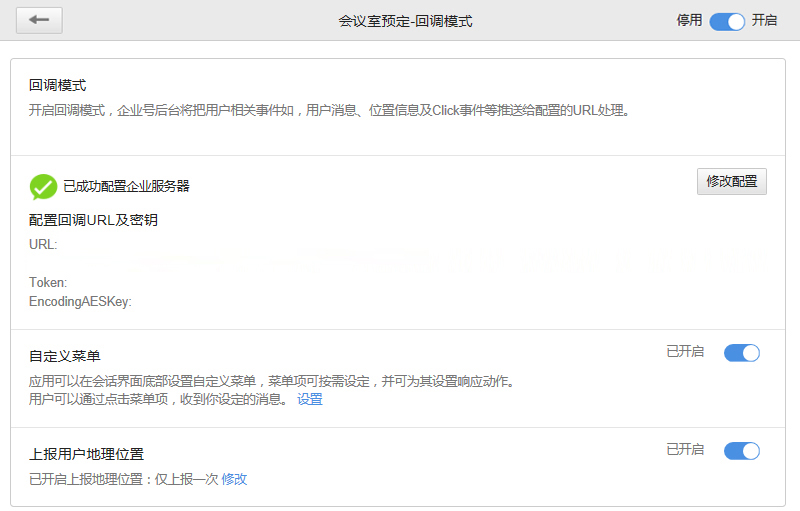 会议室预定-回调模式
停用 开启
回调模式
开启回调模式，企业号后台将把用户相关事件如，用户消息、位置信息及Click事件等推送给配置的URL处理。
已成功配置企业服务器
修改配置
配置回调URL及密钥
URL:
Token:
EncodingAESKey:
自定义菜单
已开启
应用可以在会话界面底部设置自定义菜单，菜单项可按需设定，并可为其设置响应动作。
用户可以通过点击菜单项，收到你设定的消息。 设置
上报用户地理位置
已开启
已开启上报地理位置：仅上报一次 修改